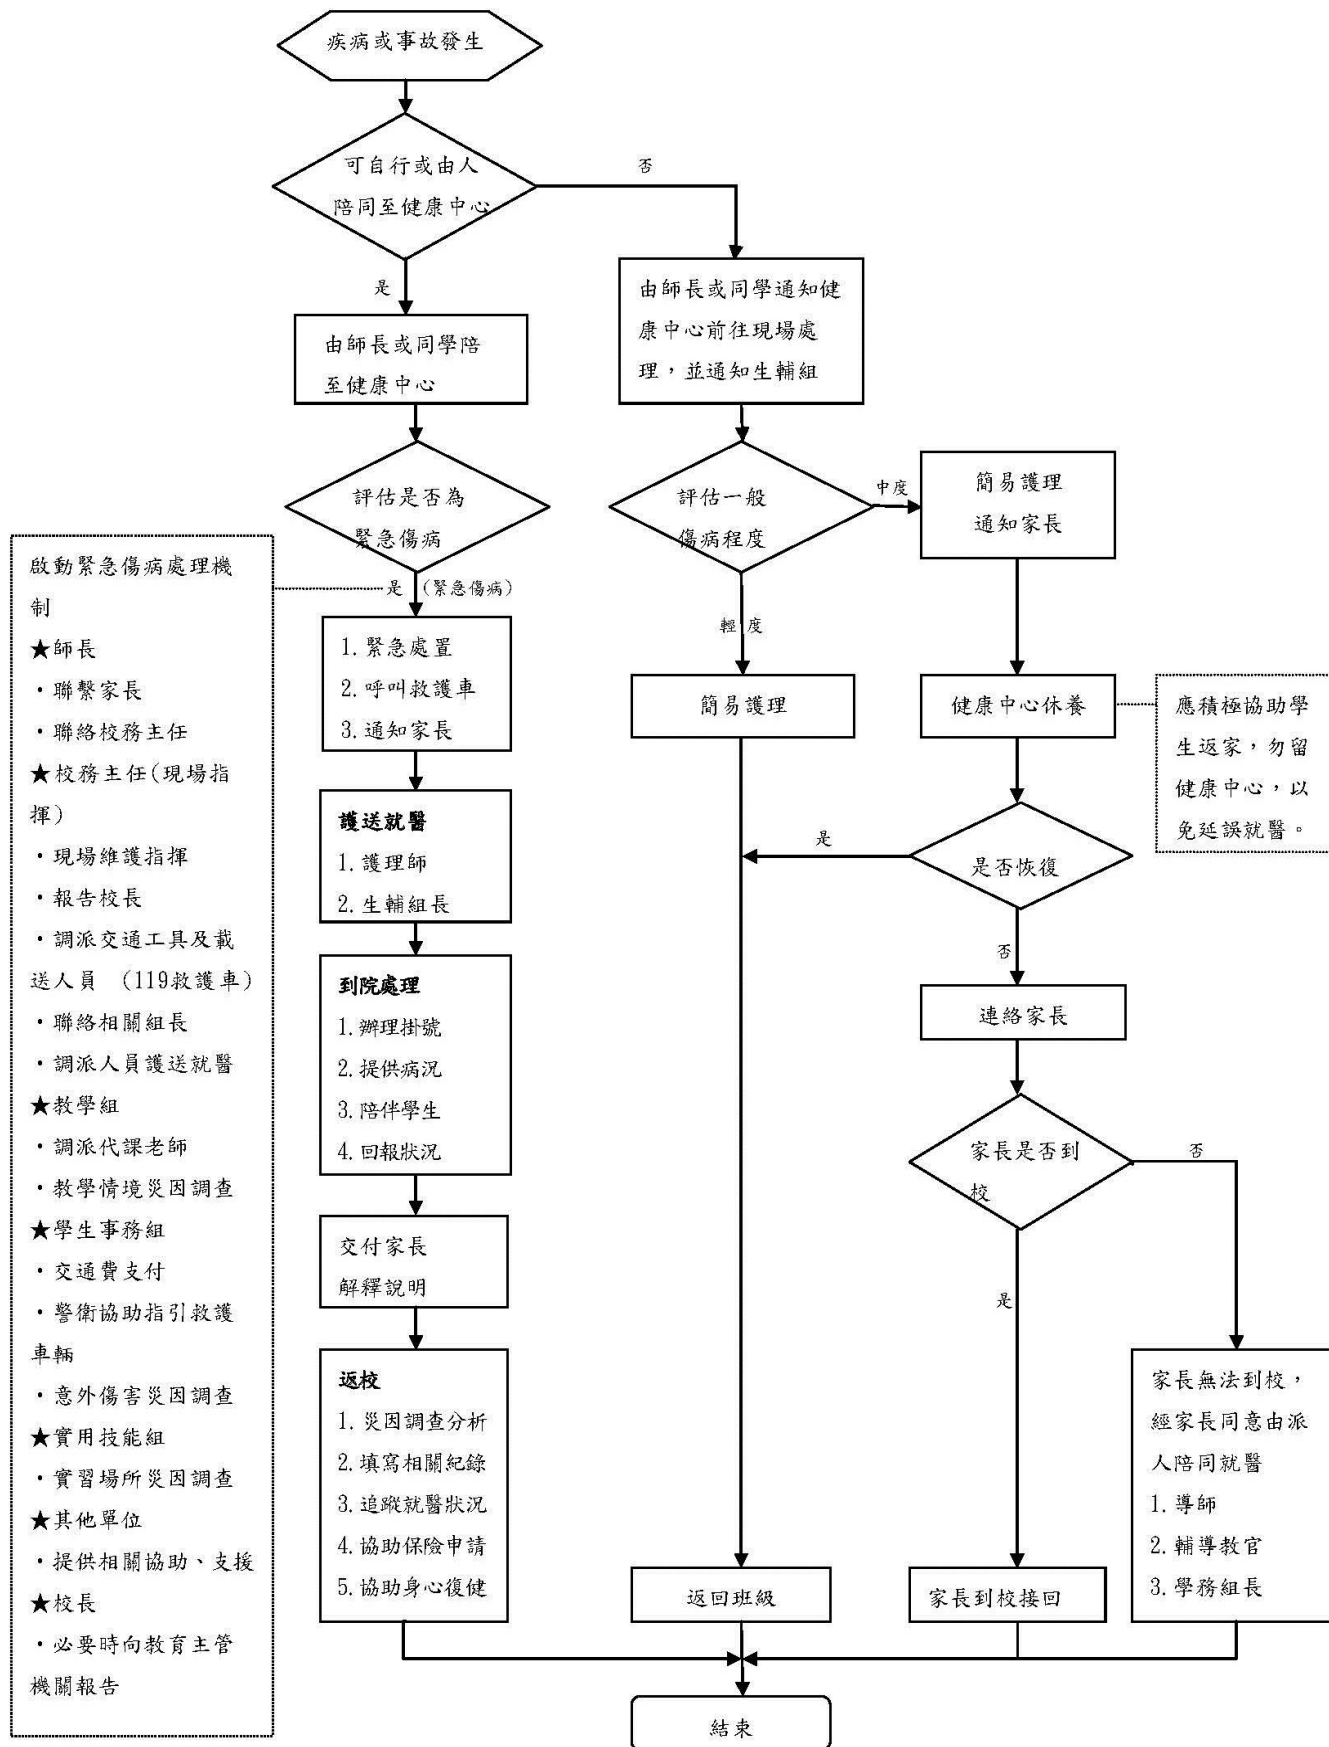 疾病或事故發生
可自行或由人
陪同至健康中心
否
是
由師長或同學陪
至健康中心
由師長或同學通知健
康中心前往現場處
理，並通知生輔組
評估是否為
緊急傷病
評估一般
傷病程度
中度
簡易護理
通知家長
是（緊急傷病）
輕度
啟動緊急傷病處理機
制
★師長
・聯繫家長
・聯絡校務主任
★校務主任(現場指
揮)
・現場維護指揮
・報告校長
・調派交通工具及載
送人員 （119救護車）
・聯絡相關組長
・調派人員護送就醫
★教學組
・調派代課老師
・教學情境災因調查
★學生事務組
・交通費支付
・警衛協助指引救護
車輛
・意外傷害災因調查
★實用技能組
・實習場所災因調查
★其他單位
・提供相關協助、支援
★校長
・必要時向教育主管
機關報告
1.緊急處置
2.呼叫救護車
3.通知家長
護送就醫
1.護理師
2.生輔組長
到院處理
1.辦理掛號
2.提供病況
3.陪伴學生
4.回報狀況
交付家長
解釋說明
返校
1.災因調查分析
2.填寫相關紀錄
3.追蹤就醫狀況
4.協助保險申請
5.協助身心復健
簡易護理
健康中心休養
應積極協助學
生返家，勿留
健康中心，以
免延誤就醫。
是
是否恢復
否
連絡家長
家長是否到
校
否
是
家長無法到校，
經家長同意由派
人陪同就醫
1.導師
2.輔導教官
3.學務組長
返回班級
家長到校接回
結束